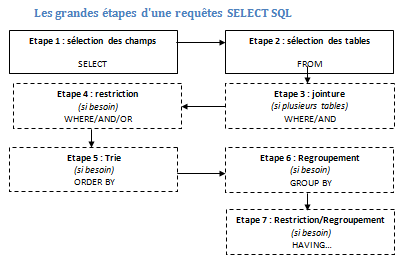 Les grandes étapes d'une requêtes SELECT SQL
Etape 1 : sélection des champs
SELECT
Etape 2 : sélection des tables
FROM
Etape 3 : jointure
(si plusieurs tables)
WHERE/AND
Etape 4 : restriction
(si besoin)
WHERE/AND/OR
Etape 5 : Trie
(si besoin)
ORDER BY
Etape 6 : Regroupement
(si besoin)
GROUP BY
Etape 7 : Restriction/Regroupement
(si besoin)
HAVING...